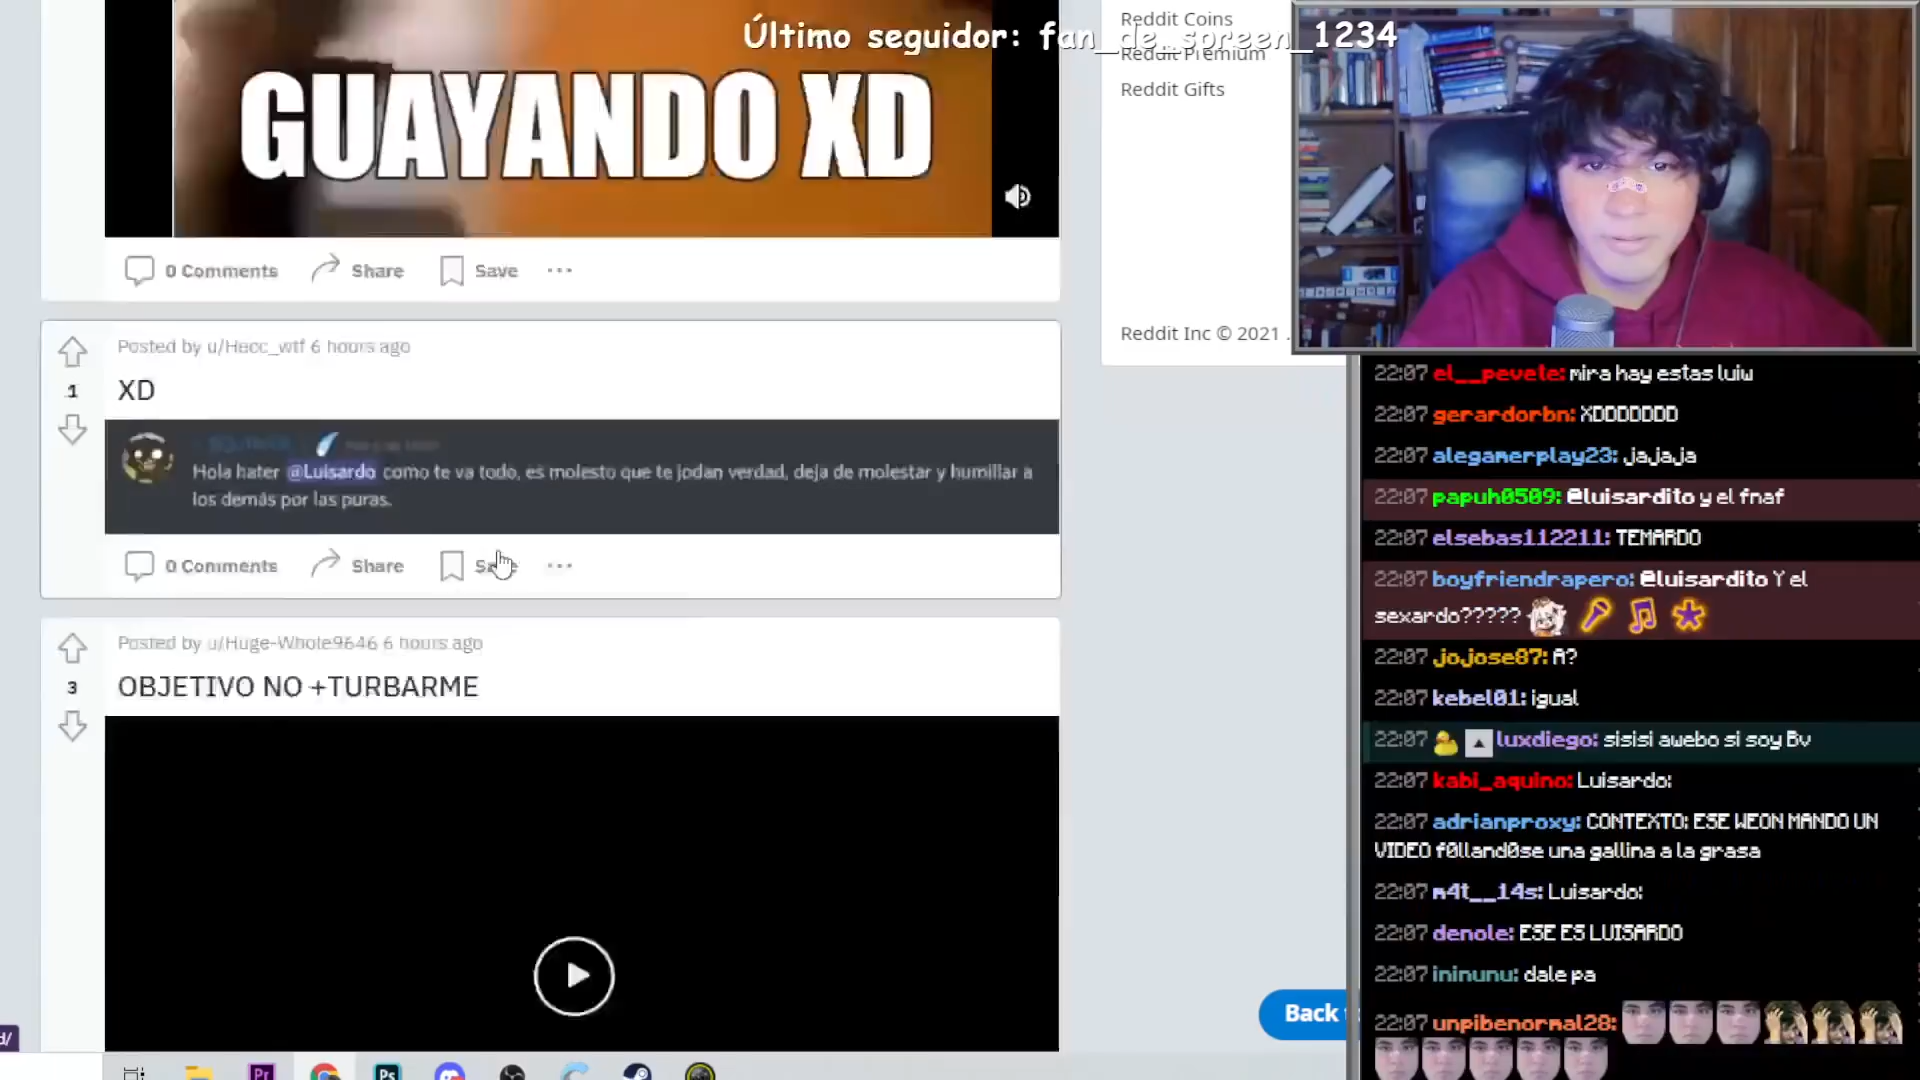 Último seguidor: fan_de_spreen_1234
GUAYANDO XD
0 Comments Share Save
Posted by u/Heoc_wtf 6 hours ago
1
XD
Hola hater @Luisardo como te va todo, es molesto que te jodan verdad, deja de molestar y humillar a
los demás por las puras.
0 Comments Share Save
Posted by u/Huge-Whole9646 6 hours ago
3
OBJETIVO NO +TURBARME
Reddit Coins
Reddit Premium
Reddit Gifts
Reddit Inc © 2021 .
Back
d/
Pr
Ps
22:07 el__pevete: mira hay estas luiw
22:07 gerardorbn: XDDDDDDD
22:07 alegamerplay23: jajaja
22:07 papuh0509: @luisardito y el fnaf
22:07 elsebas112211: TEMARDO
22:07 boyfriendrapero: @luisardito Y el
sexardo?????
22:07 jojose87: A?
22:07 kebel01: igual
22:07 luxdiego: sisisi awebo si soy Bv
22:07 kabi_aquino: Luisardo:
22:07 adrianproxy: CONTEXTO: ESE WEON MANDO UN
VIDEO f0lland0se una gallina a la grasa
22:07 m4t__14s: Luisardo:
22:07 denole: ESE ES LUISARDO
22:07 ininunu: dale pa
22:07 unpibenormal28: